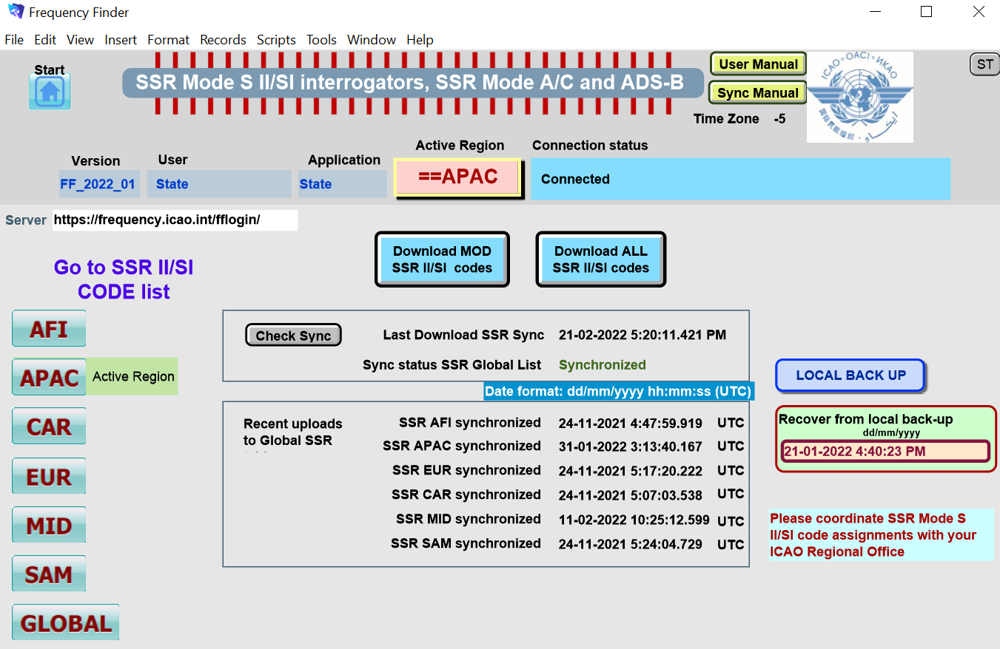 Frequency Finder
File Edit View Insert Format Records Scripts Tools Window Help
Start
SSR Mode S II/SI interrogators, SSR Mode A/C and ADS-B
User Manual
Sync Manual
Time Zone -5
ICAO · OACI · ИКАО
ST
Active Region
Connection status
Version
User
Application
FF_2022_01
State
State
==APAC
Connected
Server https://frequency.icao.int/fflogin/
Download MOD
SSR II/SI codes
Download ALL
SSR II/SI codes
Go to SSR II/SI
CODE list
AFI
APAC
Active Region
CAR
EUR
MID
SAM
GLOBAL
Check Sync
Last Download SSR Sync 21-02-2022 5:20:11.421 PM
Sync status SSR Global List Synchronized
Date format: dd/mm/yyyy hh:mm:ss (UTC)
Recent uploads
to Global SSR
SSR AFI synchronized 24-11-2021 4:47:59.919 UTC
SSR APAC synchronized 31-01-2022 3:13:40.167 UTC
SSR EUR synchronized 24-11-2021 5:17:20.222 UTC
SSR CAR synchronized 24-11-2021 5:07:03.538 UTC
SSR MID synchronized 11-02-2022 10:25:12.599 UTC
SSR SAM synchronized 24-11-2021 5:24:04.729 UTC
LOCAL BACK UP
Recover from local back-up
dd/mm/yyyy
21-01-2022 4:40:23 PM
Please coordinate SSR Mode S
II/SI code assignments with your
ICAO Regional Office